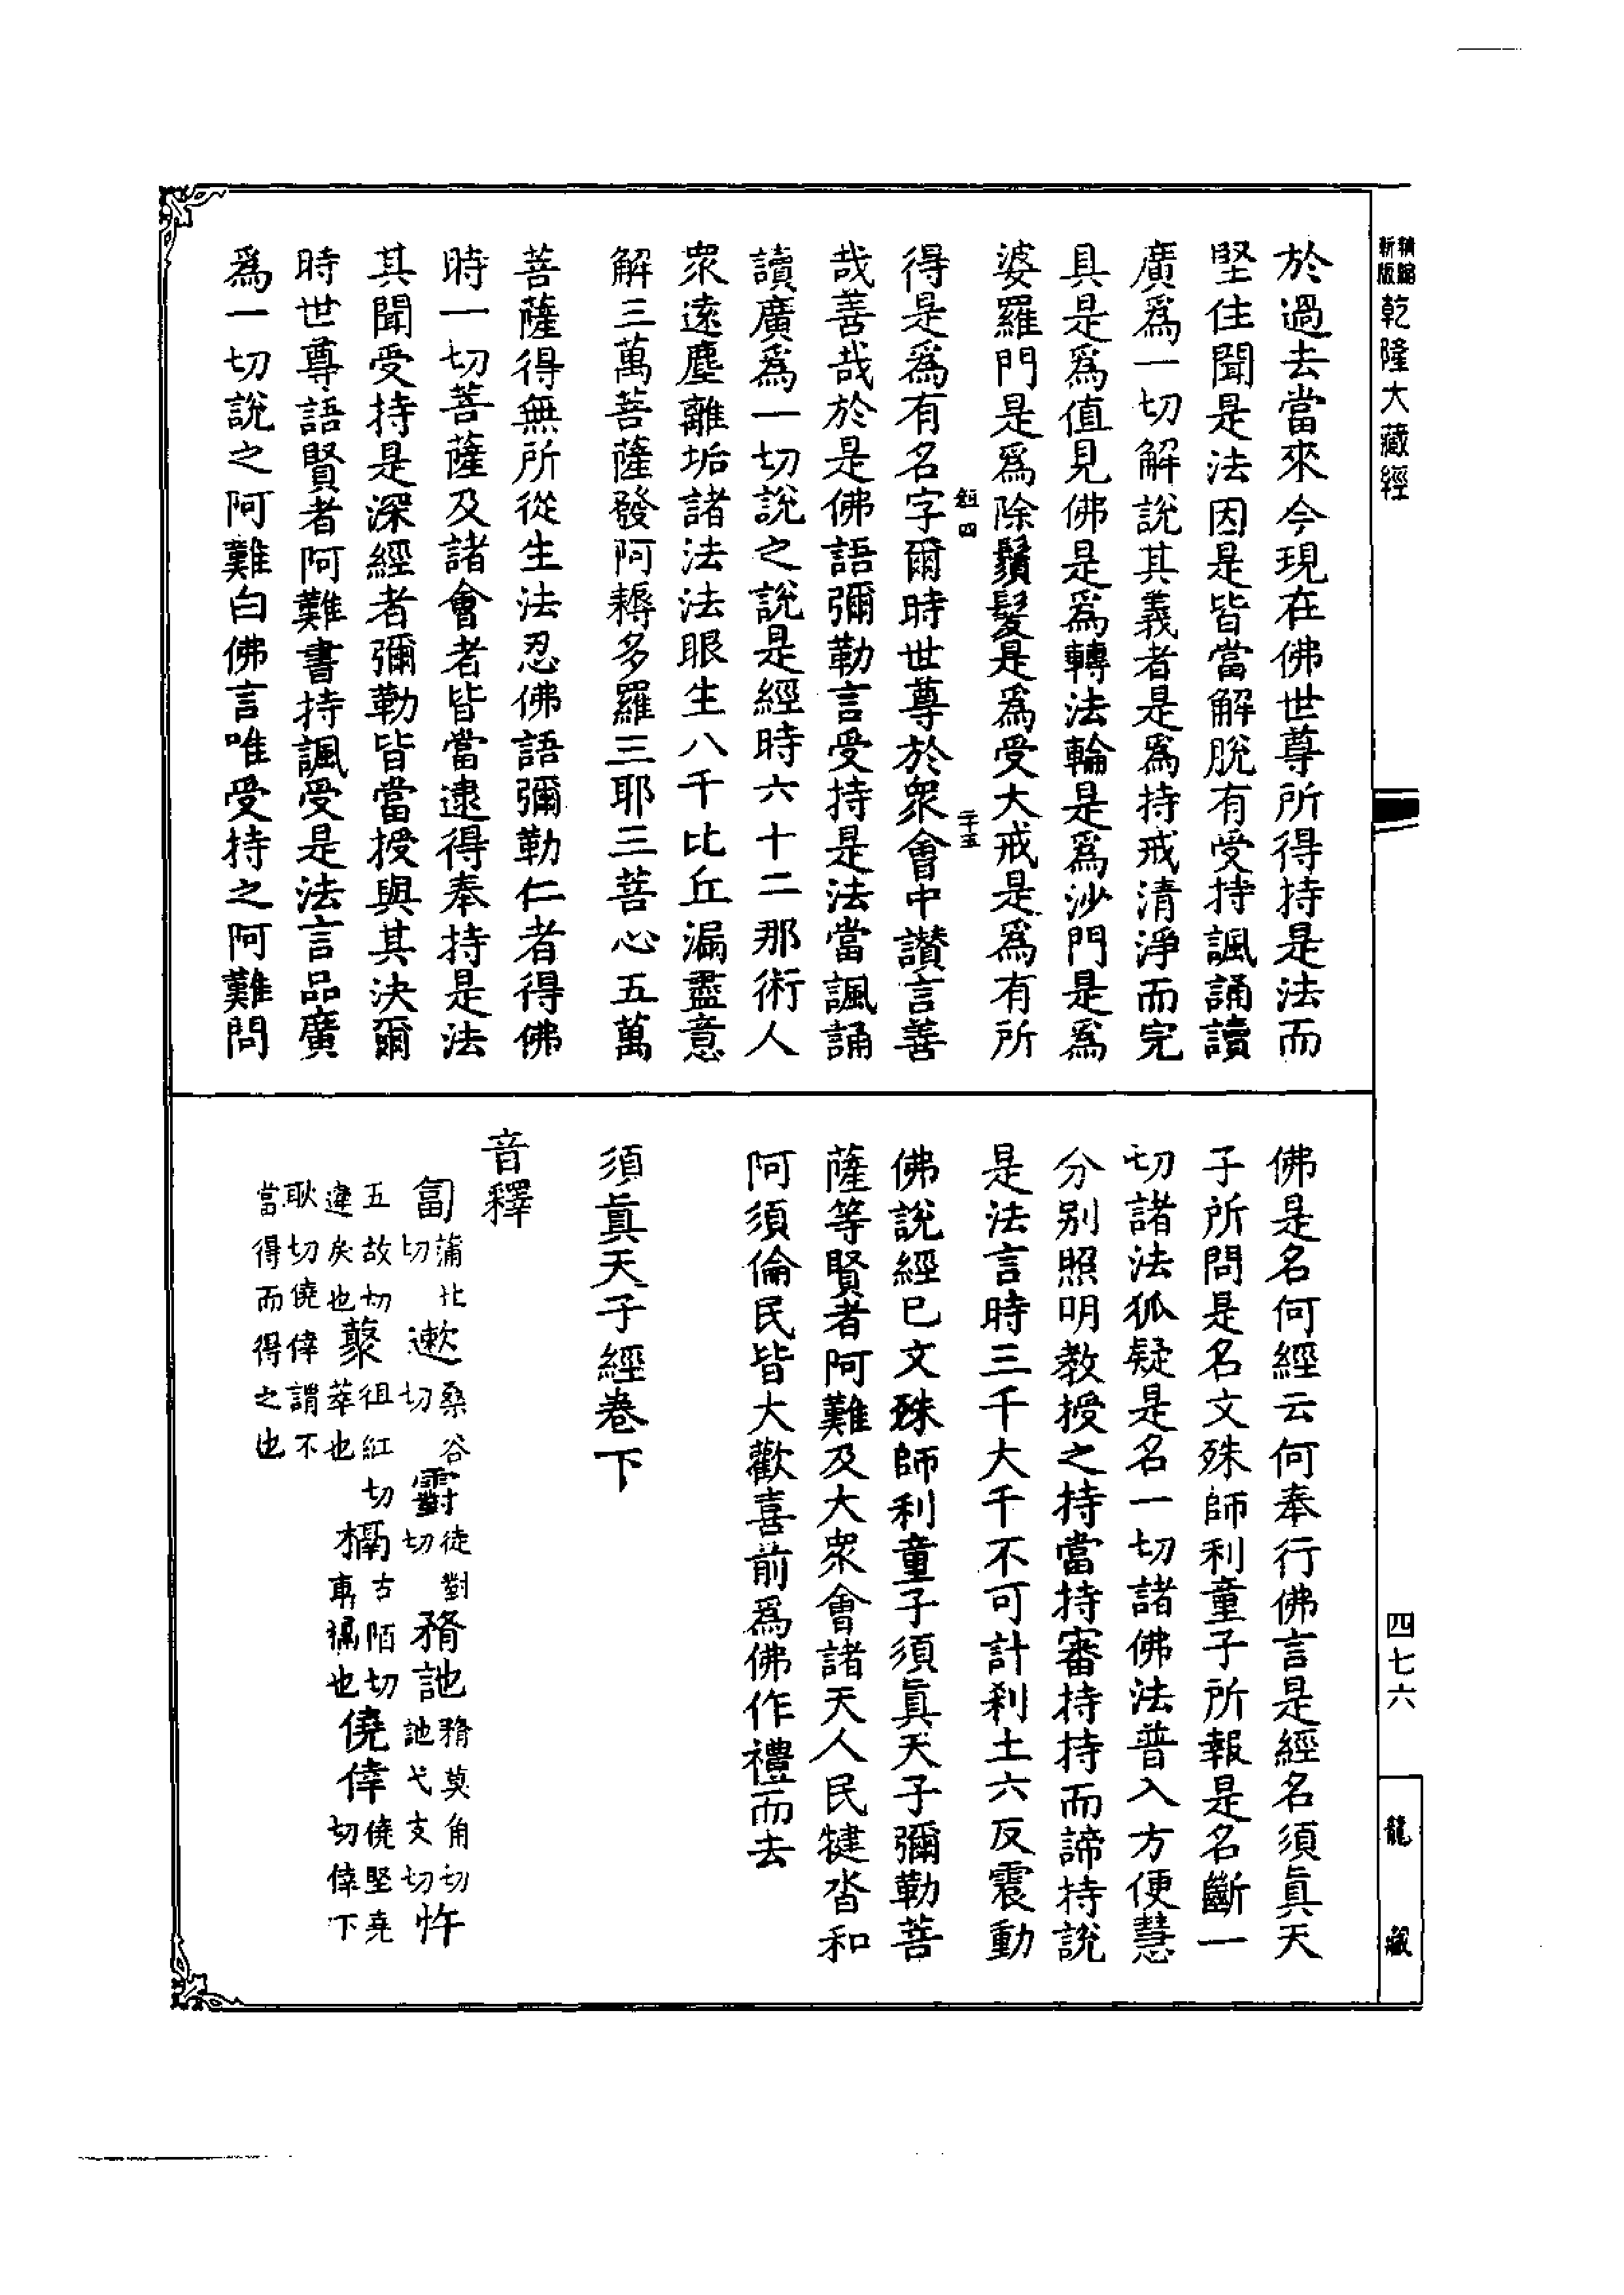 精縮新版乾隆大藏經
於過去當來今現在佛世尊所得持是法而
堅住聞是法因是皆當解脫有受持諷誦讀
廣爲一切解說其義者是爲持戒清淨而完
具是爲值見佛是爲轉法輪是爲沙門是爲
婆羅門是爲除鬚髮是爲受大戒是爲有所
二十五
得是爲有名字爾時世尊於衆會中讚言善
哉善哉於是佛語彌勒言受持是法當諷誦
讀廣爲一切說之說是經時六十二那術人
衆遠塵離垢諸法法眼生八千比丘漏盡意
解三萬菩薩發阿耨多羅三耶三菩心五萬
菩薩得無所從生法忍佛語彌勒仁者得佛
時一切菩薩及諸會者皆當逮得奉持是法
其聞受持是深經者彌勒皆當授與其決爾
時世尊語賢者阿難書持諷受是法言品廣
爲一切說之阿難白佛言唯受持之阿難問
佛是名何經云何奉行佛言是經名須眞天
子所問是名文殊師利童子所報是名斷一
切諸法狐疑是名一切諸佛法普入方便慧
分別照明教授之持當持審持持而諦持說
是法言時三千大千不可計刹土六反震動
佛說經已文殊師利童子須眞天子彌勒菩
薩等賢者阿難及大衆會諸天人民犍沓和
阿須倫民皆大歡喜前爲佛作禮而去
須眞天子經卷下
音釋
匐蒲北切遬桑谷切霴徒對切㨞訑㨞莫角切訑弋支切忤
五故切違矣也藂徂紅切萃也槅古陌切車槅也僥倖僥堅堯切倖下
耿切僥倖謂不當得而得之也
四七六
龍藏